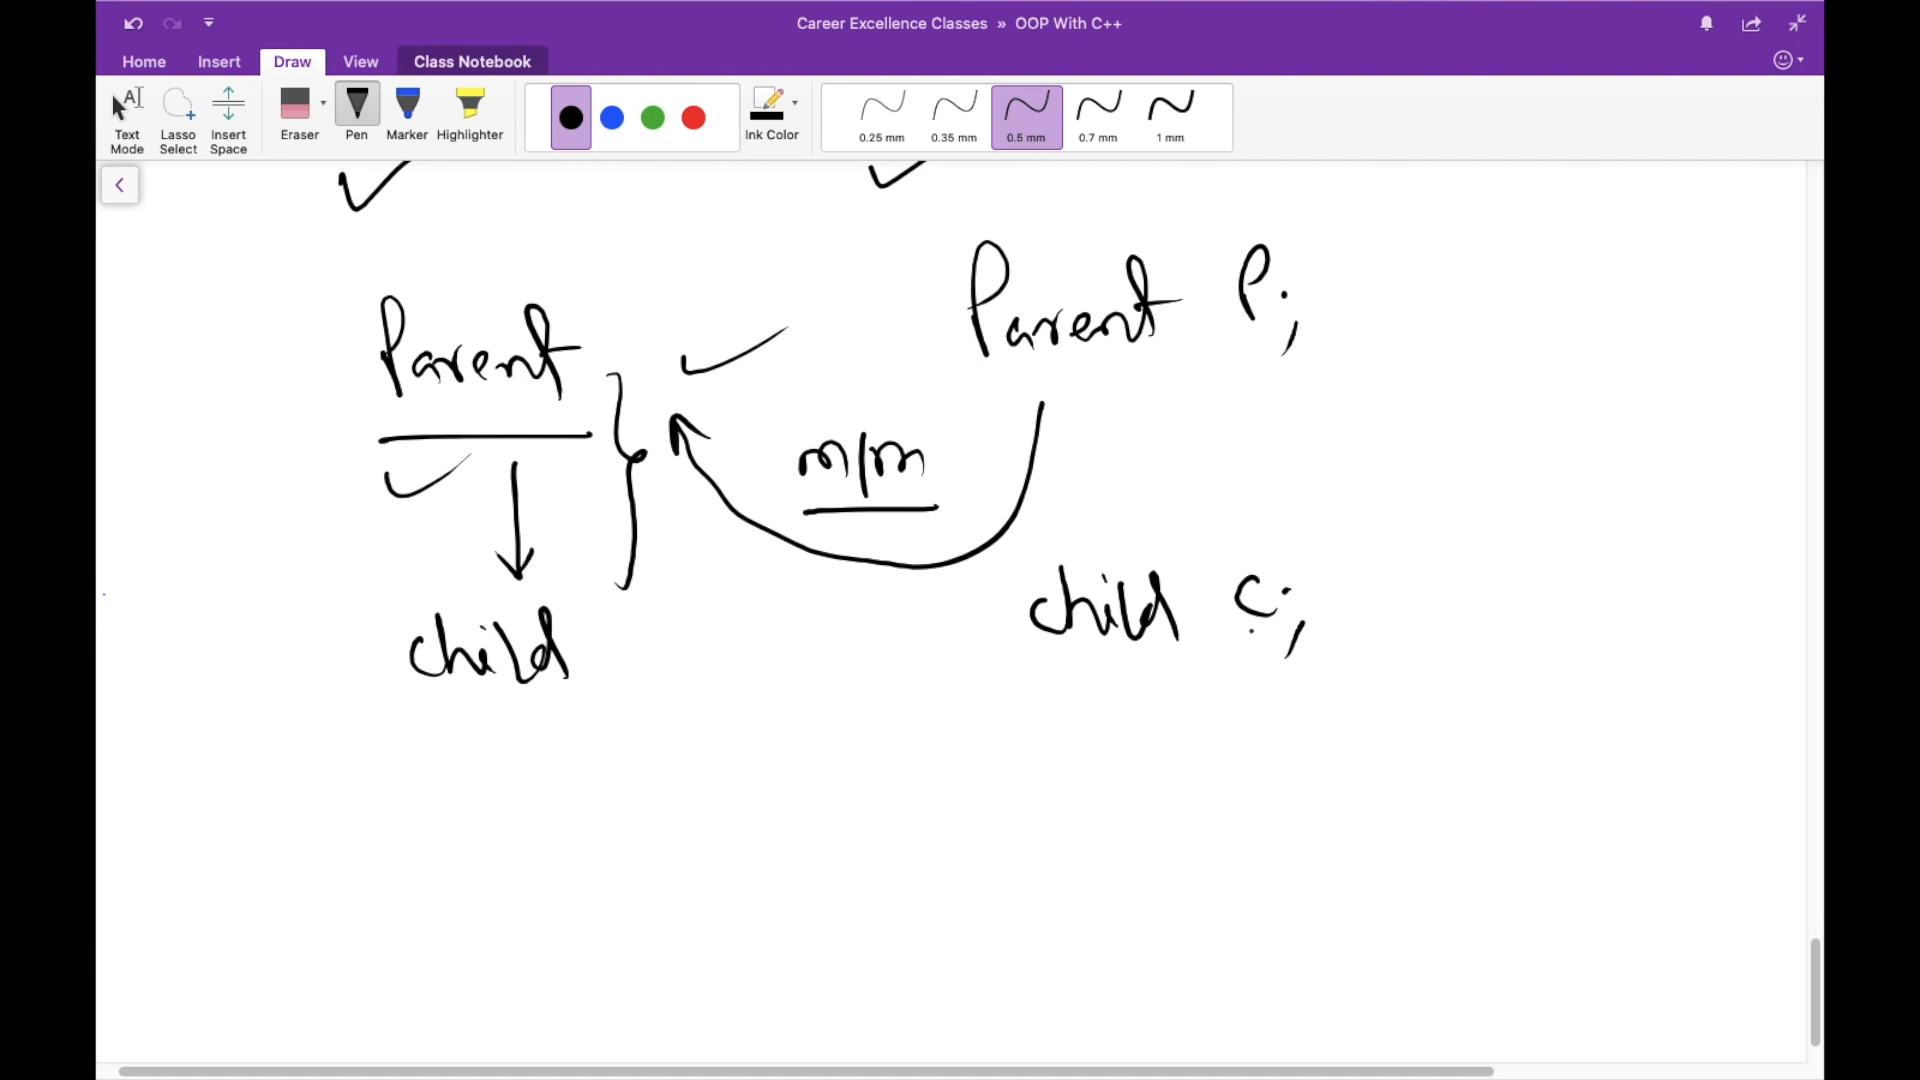 Career Excellence Classes » OOP With C++
Home Insert Draw View Class Notebook
Text Mode
Lasso Select
Insert Space
Eraser
Pen
Marker
Highlighter
Ink Color
0.25 mm
0.35 mm
0.5 mm
0.7 mm
1 mm
Parent P;
Parent
m/m
child C;
child